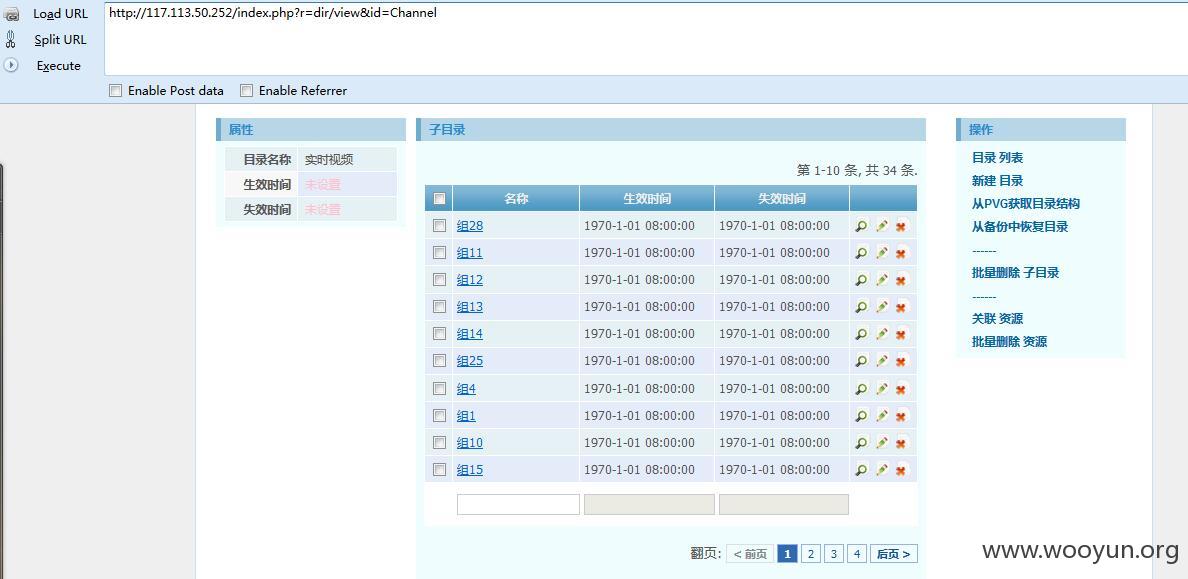 Load URL
http://117.113.50.252/index.php?r=dir/view&id=Channel
Split URL
Execute
Enable Post data
Enable Referrer
属性
目录名称 实时视频
生效时间 未设置
失效时间 未设置
子目录
第 1-10 条, 共 34 条.
名称 生效时间 失效时间
组28 1970-1-01 08:00:00 1970-1-01 08:00:00
组11 1970-1-01 08:00:00 1970-1-01 08:00:00
组12 1970-1-01 08:00:00 1970-1-01 08:00:00
组13 1970-1-01 08:00:00 1970-1-01 08:00:00
组14 1970-1-01 08:00:00 1970-1-01 08:00:00
组25 1970-1-01 08:00:00 1970-1-01 08:00:00
组4 1970-1-01 08:00:00 1970-1-01 08:00:00
组1 1970-1-01 08:00:00 1970-1-01 08:00:00
组10 1970-1-01 08:00:00 1970-1-01 08:00:00
组15 1970-1-01 08:00:00 1970-1-01 08:00:00
翻页: < 前页 1 2 3 4 后页 >
操作
目录 列表
新建 目录
从PVG获取目录结构
从备份中恢复目录
------
批量删除 子目录
------
关联 资源
批量删除 资源
www.wooyun.org